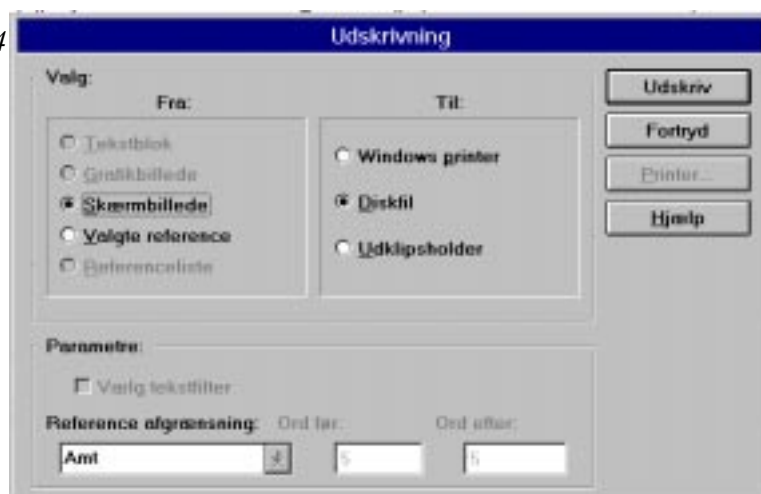 4
Udskrivning
Valg:
Fra:
Tekstblok
Grafikbillede
Skærmbillede
Valgte reference
Referenceliste
Til:
Windows printer
Diskfil
Udklipsholder
Udskriv
Fortryd
Printer...
Hjælp
Parametre:
Vælg tekstfilter
Reference afgrænsning: Ord før: Ord efter:
Amt 5 5